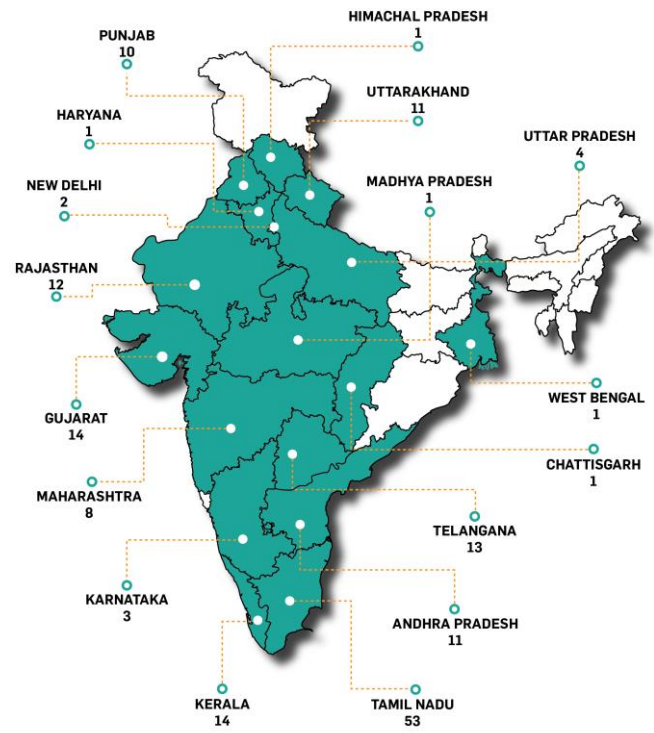 HIMACHAL PRADESH
1
PUNJAB
10
UTTARAKHAND
11
HARYANA
1
UTTAR PRADESH
4
MADHYA PRADESH
1
NEW DELHI
2
RAJASTHAN
12
GUJARAT
14
WEST BENGAL
1
CHATTISGARH
1
MAHARASHTRA
8
TELANGANA
13
KARNATAKA
3
ANDHRA PRADESH
11
KERALA
14
TAMIL NADU
53